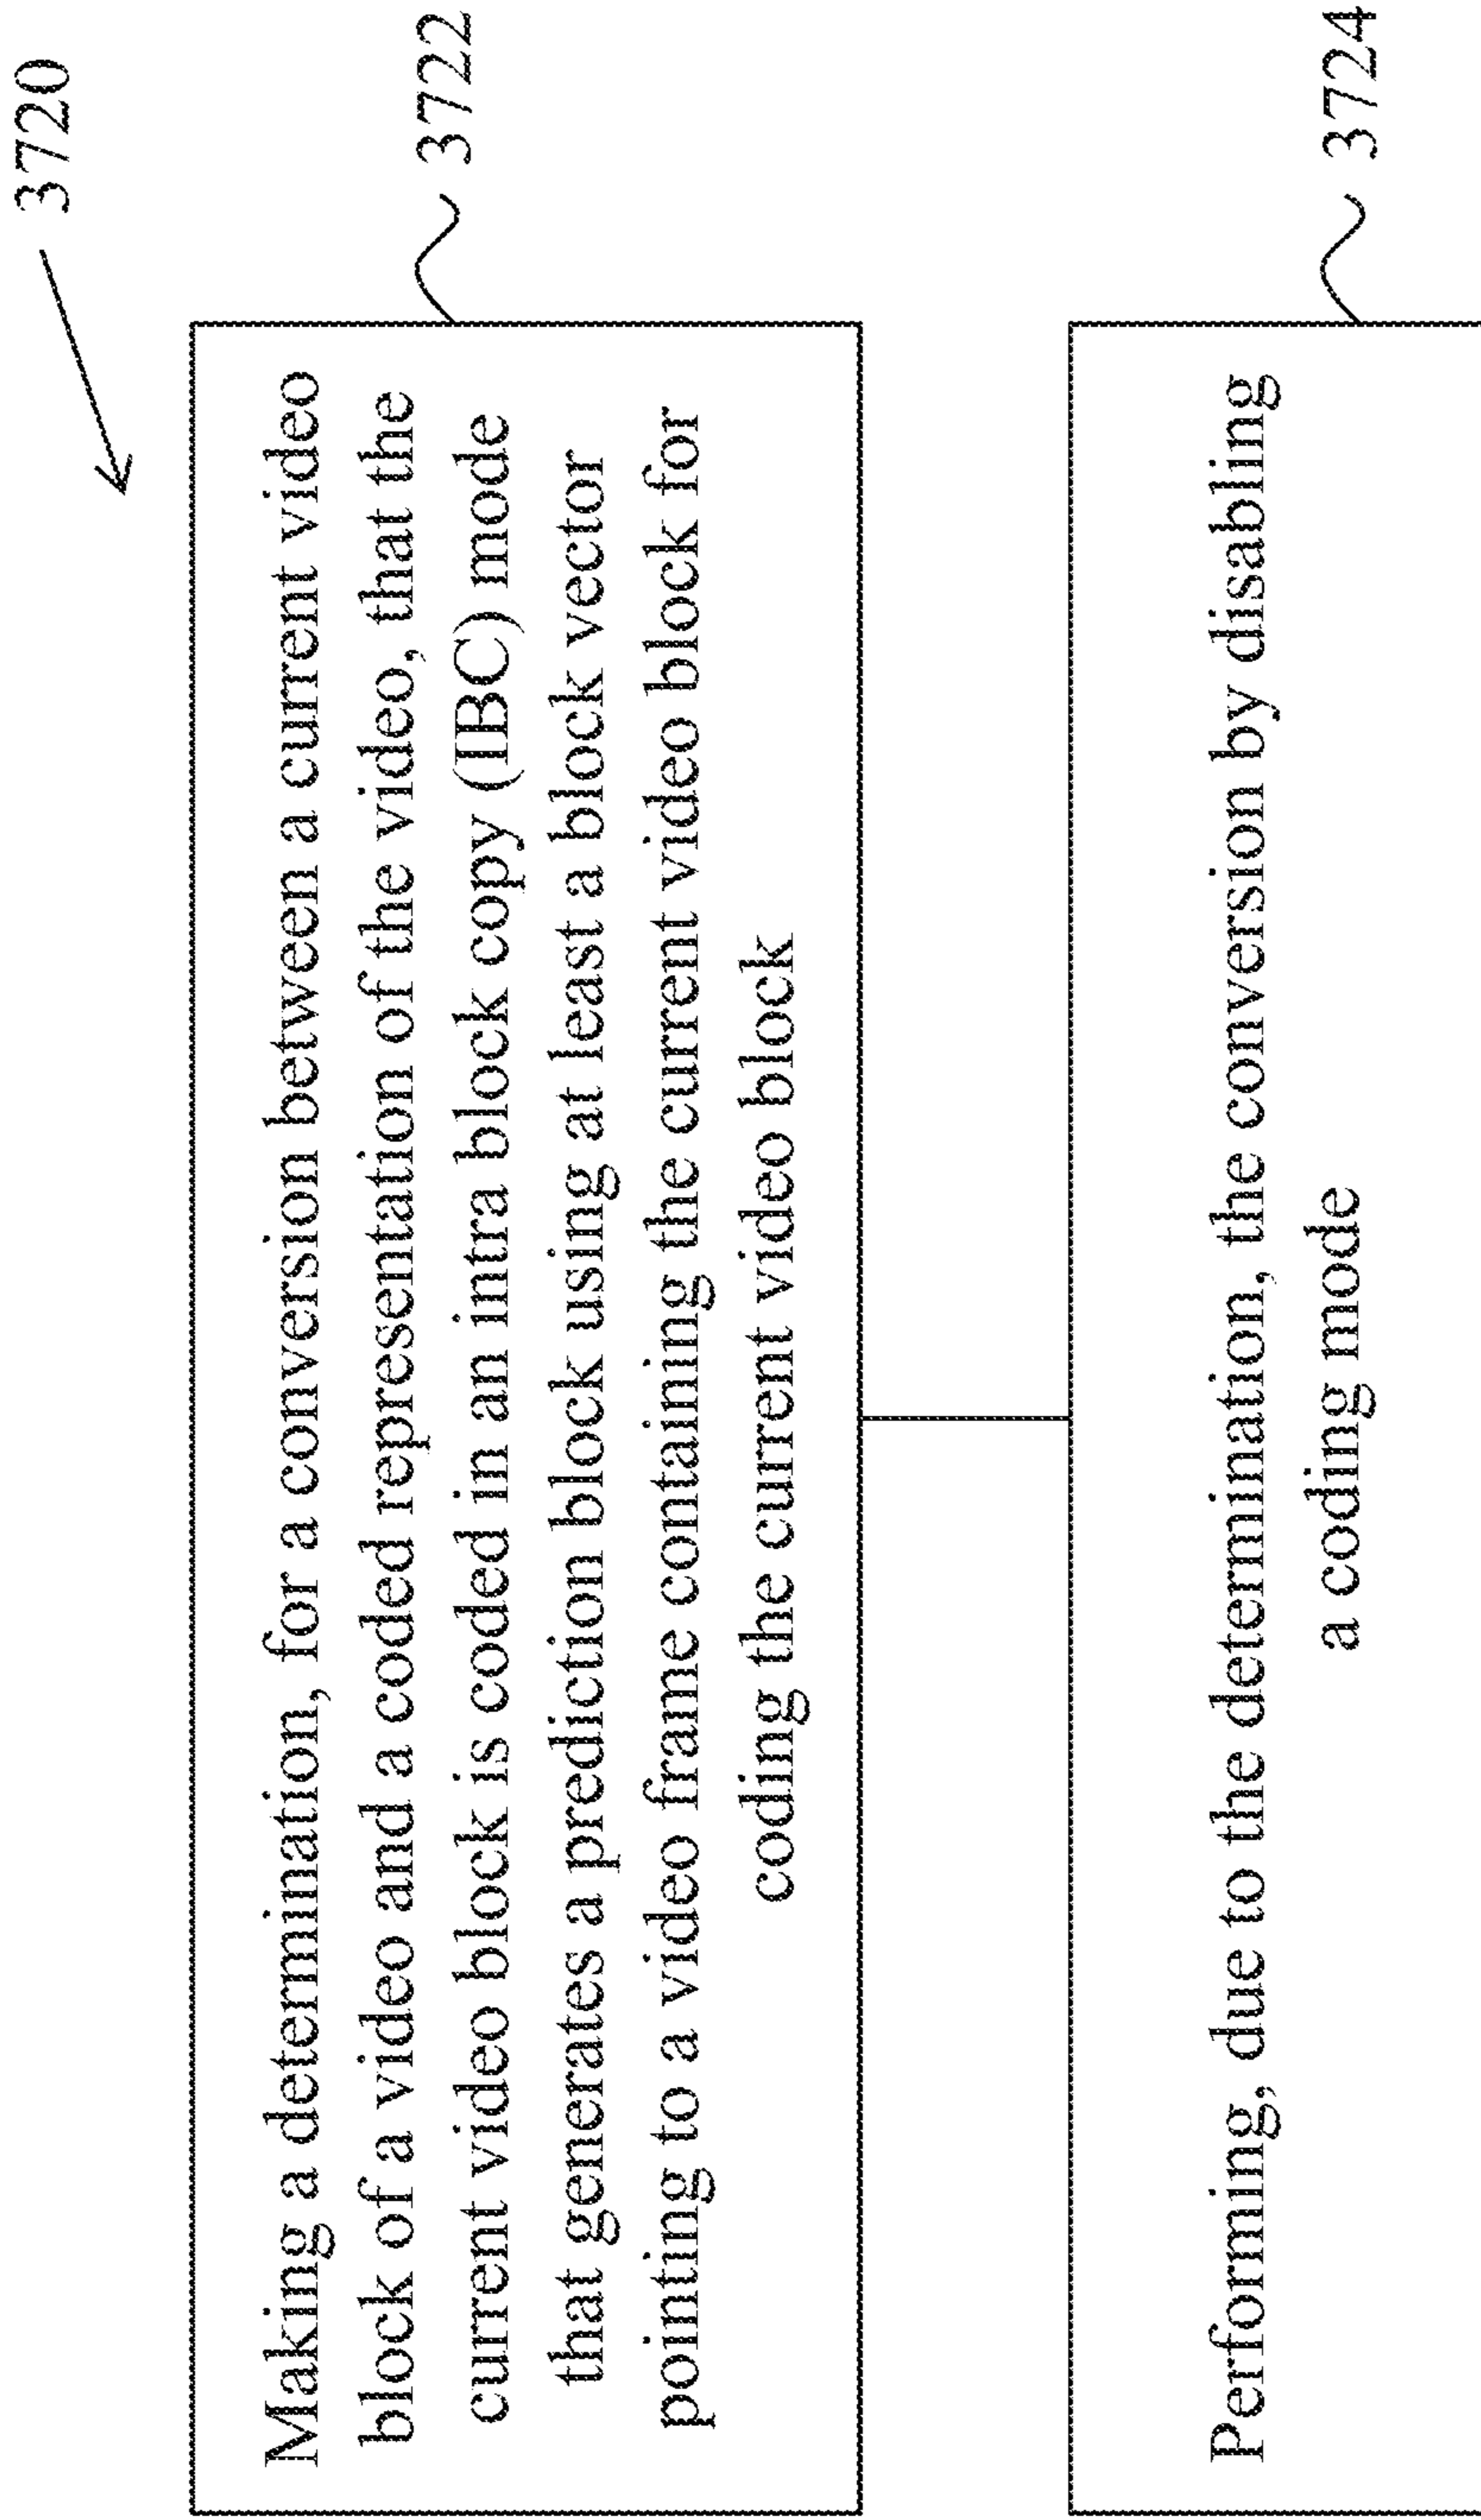 3720
Making a determination, for a conversion between a current video
block of a video and a coded representation of the video, that the
current video block is coded in an intra block copy (IBC) mode
that generates a prediction block using at least a block vector
pointing to a video frame containing the current video block for
coding the current video block
3722
Performing, due to the determination, the conversion by disabling
a coding mode
3724